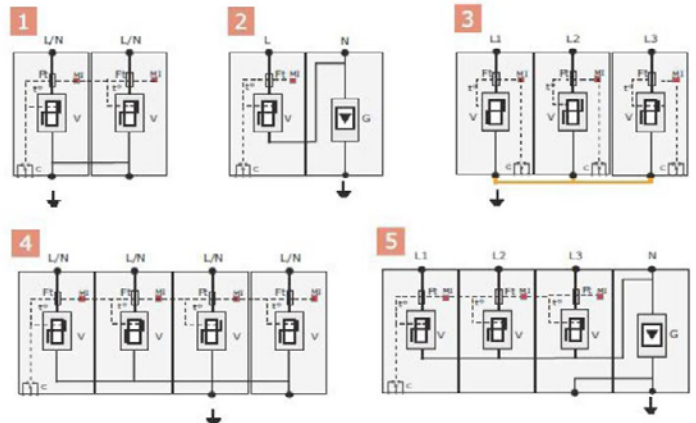 1
L/N L/N
Ft MI Ft MI
t° t°
V V
C
2
L N
Ft MI
t°
V G
C
3
L1 L2 L3
Ft MI Ft MI Ft MI
t° t° t°
V V V
C C C
4
L/N L/N L/N L/N
Ft MI Ft MI Ft MI Ft MI
t° t° t° t°
V V V V
C
5
L1 L2 L3 N
Ft MI Ft MI Ft MI
t° t° t°
V V V G
C